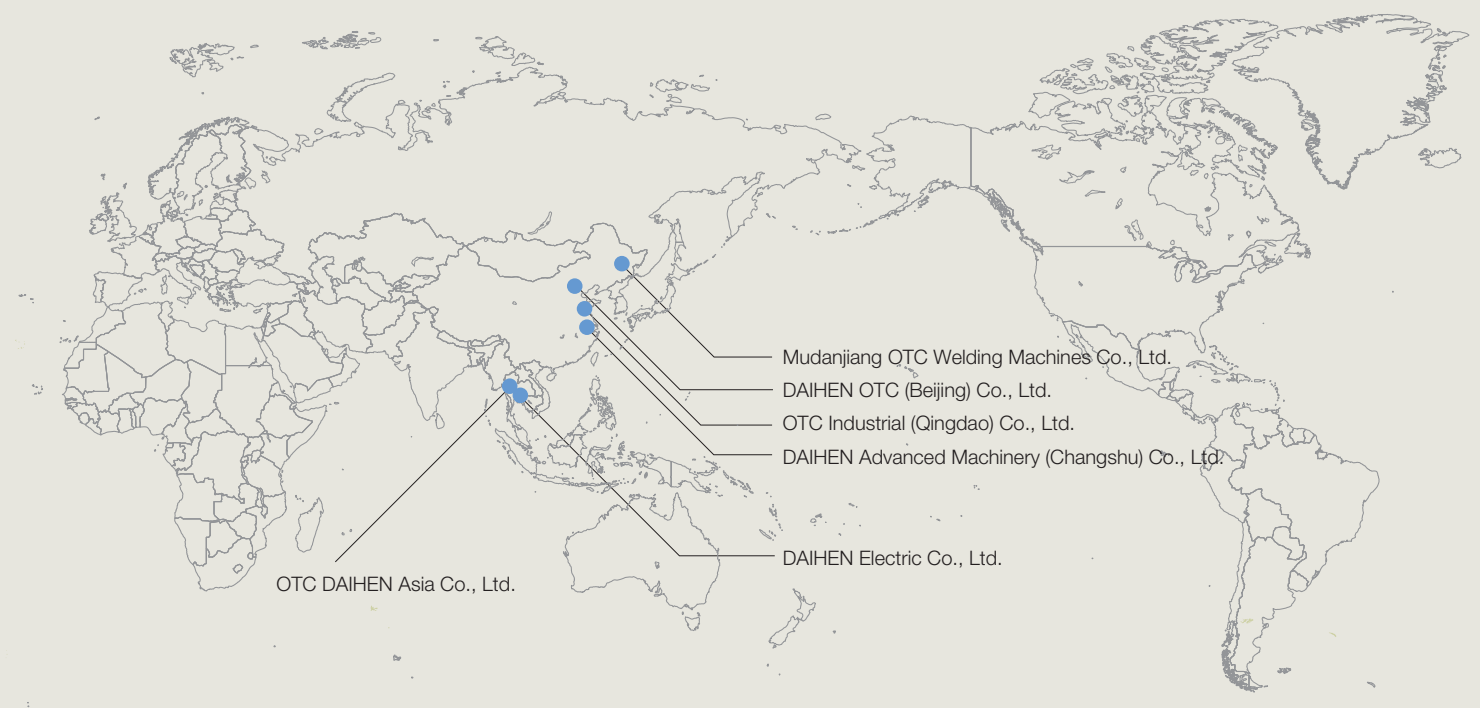 Mudanjiang OTC Welding Machines Co., Ltd.
DAIHEN OTC (Beijing) Co., Ltd.
OTC Industrial (Qingdao) Co., Ltd.
DAIHEN Advanced Machinery (Changshu) Co., Ltd.
DAIHEN Electric Co., Ltd.
OTC DAIHEN Asia Co., Ltd.